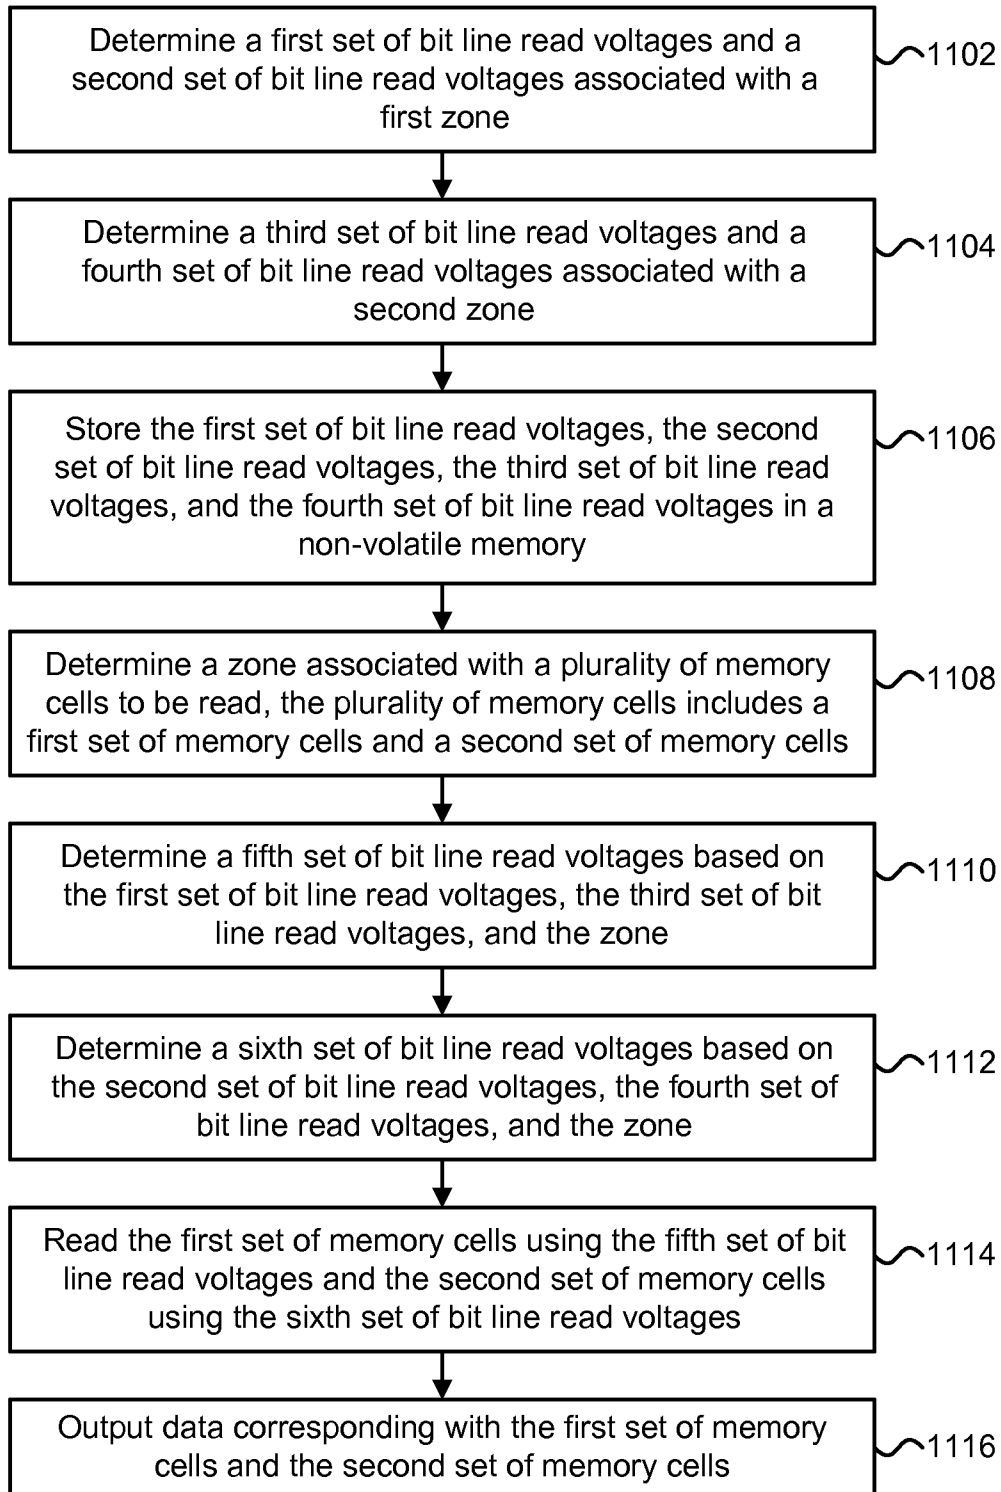 Determine a first set of bit line read voltages and a
second set of bit line read voltages associated with a
first zone
1102
Determine a third set of bit line read voltages and a
fourth set of bit line read voltages associated with a
second zone
1104
Store the first set of bit line read voltages, the second
set of bit line read voltages, the third set of bit line read
voltages, and the fourth set of bit line read voltages in a
non-volatile memory
1106
Determine a zone associated with a plurality of memory
cells to be read, the plurality of memory cells includes a
first set of memory cells and a second set of memory cells
1108
Determine a fifth set of bit line read voltages based on
the first set of bit line read voltages, the third set of bit
line read voltages, and the zone
1110
Determine a sixth set of bit line read voltages based on
the second set of bit line read voltages, the fourth set of
bit line read voltages, and the zone
1112
Read the first set of memory cells using the fifth set of bit
line read voltages and the second set of memory cells
using the sixth set of bit line read voltages
1114
Output data corresponding with the first set of memory
cells and the second set of memory cells
1116